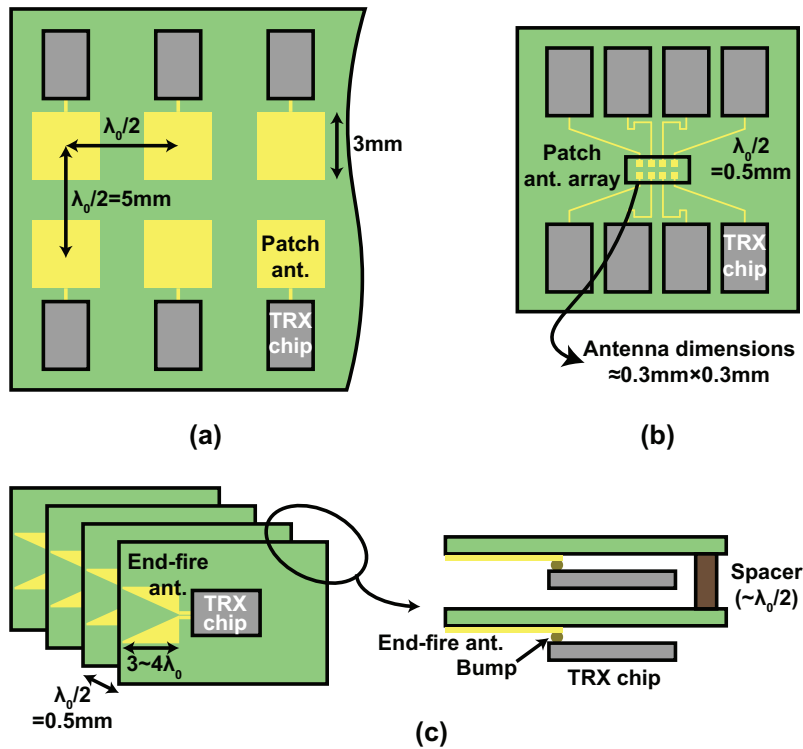 λ₀/2
3mm
λ₀/2=5mm
Patch
ant.
TRX
chip
(a)
Patch
ant. array
λ₀/2
=0.5mm
TRX
chip
Antenna dimensions
≈0.3mm×0.3mm
(b)
End-fire
ant.
TRX
chip
3~4λ₀
λ₀/2
=0.5mm
Spacer
(~λ₀/2)
End-fire ant.
Bump
TRX chip
(c)